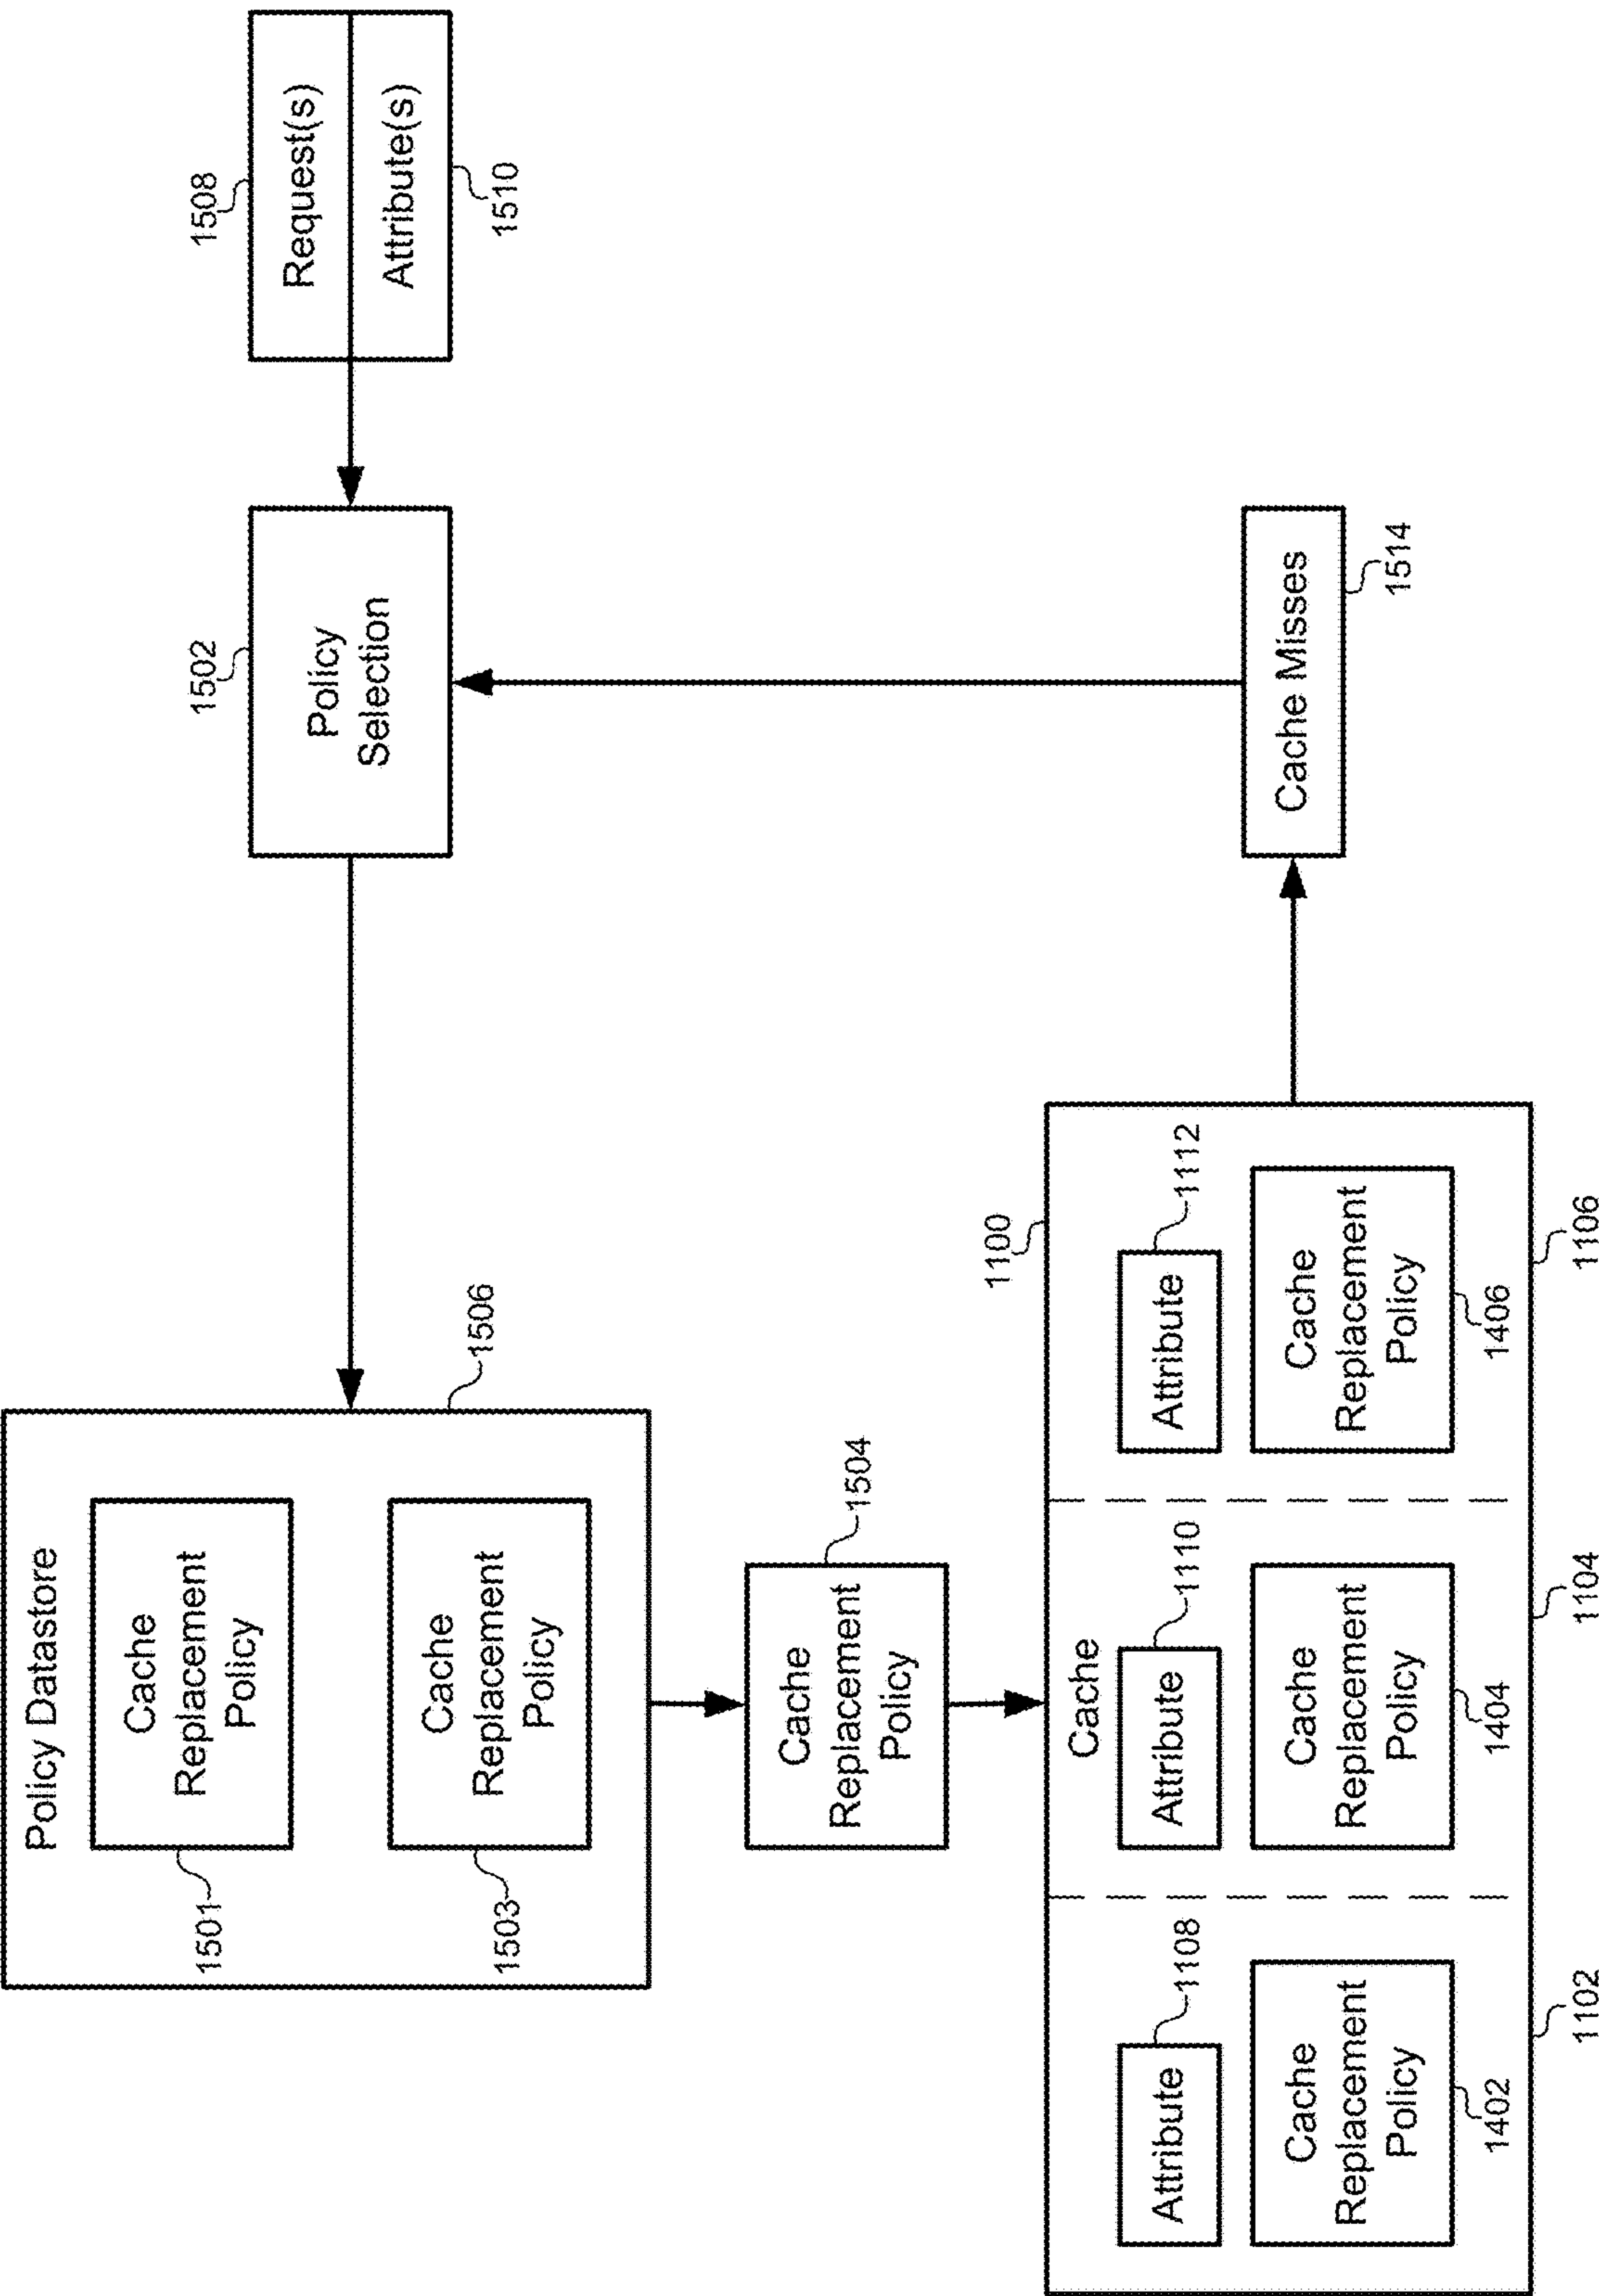 Policy Datastore
1501
Cache
Replacement
Policy
1503
Cache
Replacement
Policy
1506
1502
Policy
Selection
1508
Request(s)
Attribute(s)
1510
Cache
Replacement
Policy
1504
1100
Cache
Attribute
1108
Cache
Replacement
Policy
1402
1102
Attribute
1110
Cache
Replacement
Policy
1404
1104
Attribute
1112
Cache
Replacement
Policy
1406
1106
Cache Misses
1514